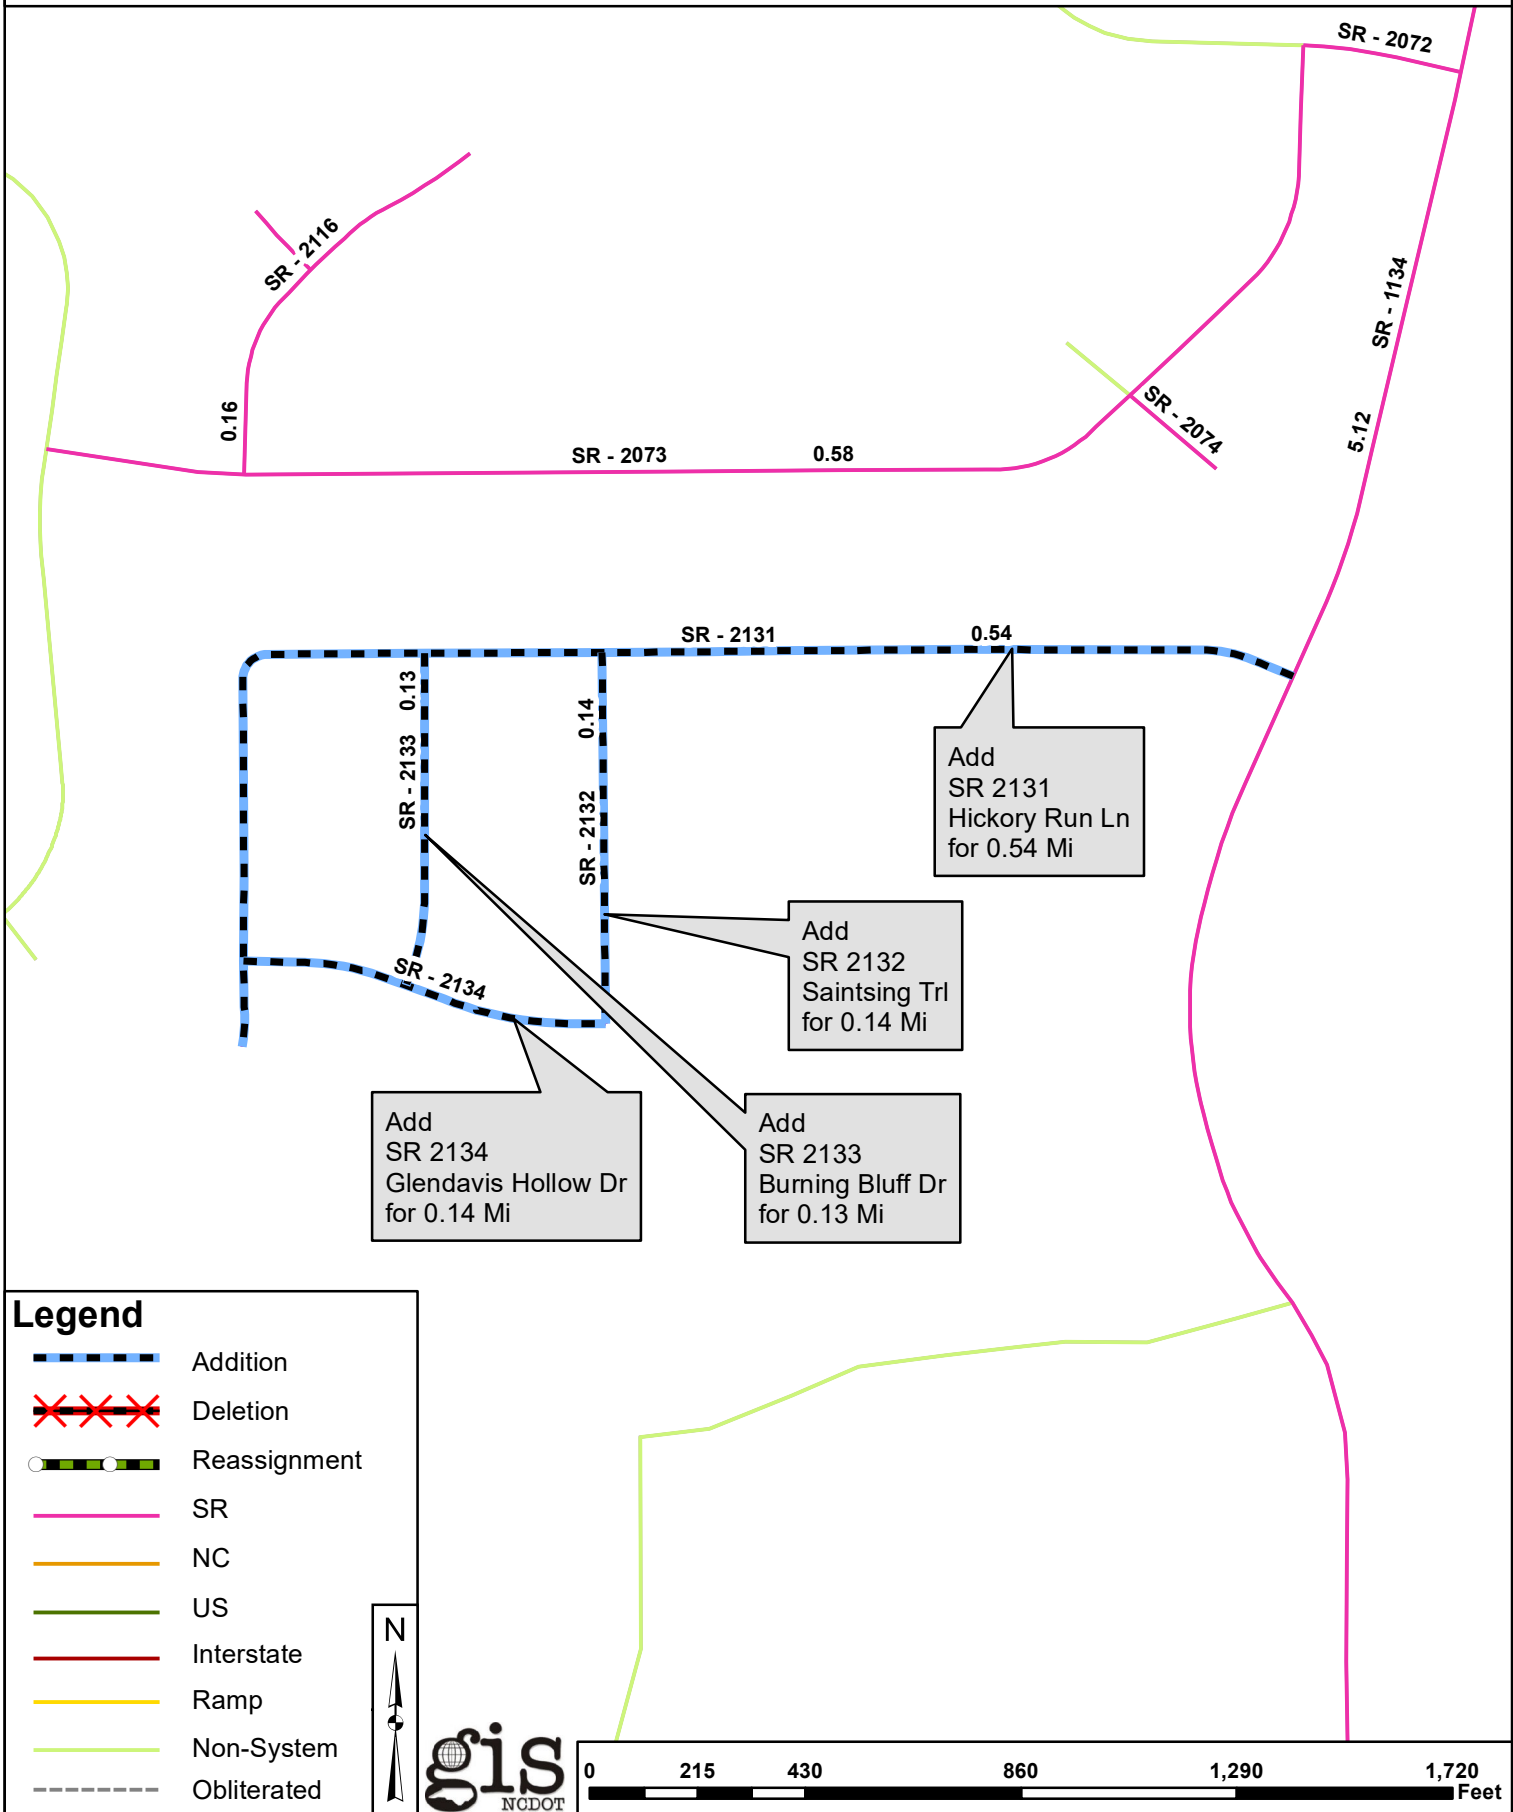 SR - 2072
SR - 2116
SR - 1134
0.16
SR - 2074
5.12
SR - 2073
0.58
SR - 2131
0.54
0.13
0.14
SR - 2133
SR - 2132
Add
SR 2131
Hickory Run Ln
for 0.54 Mi
Add
SR 2132
Saintsing Trl
for 0.14 Mi
SR - 2134
Add
SR 2134
Glendavis Hollow Dr
for 0.14 Mi
Add
SR 2133
Burning Bluff Dr
for 0.13 Mi
Legend
Addition
Deletion
Reassignment
SR
NC
US
Interstate
Ramp
Non-System
Obliterated
N
gis
NCDOT
0 215 430 860 1,290 1,720
Feet